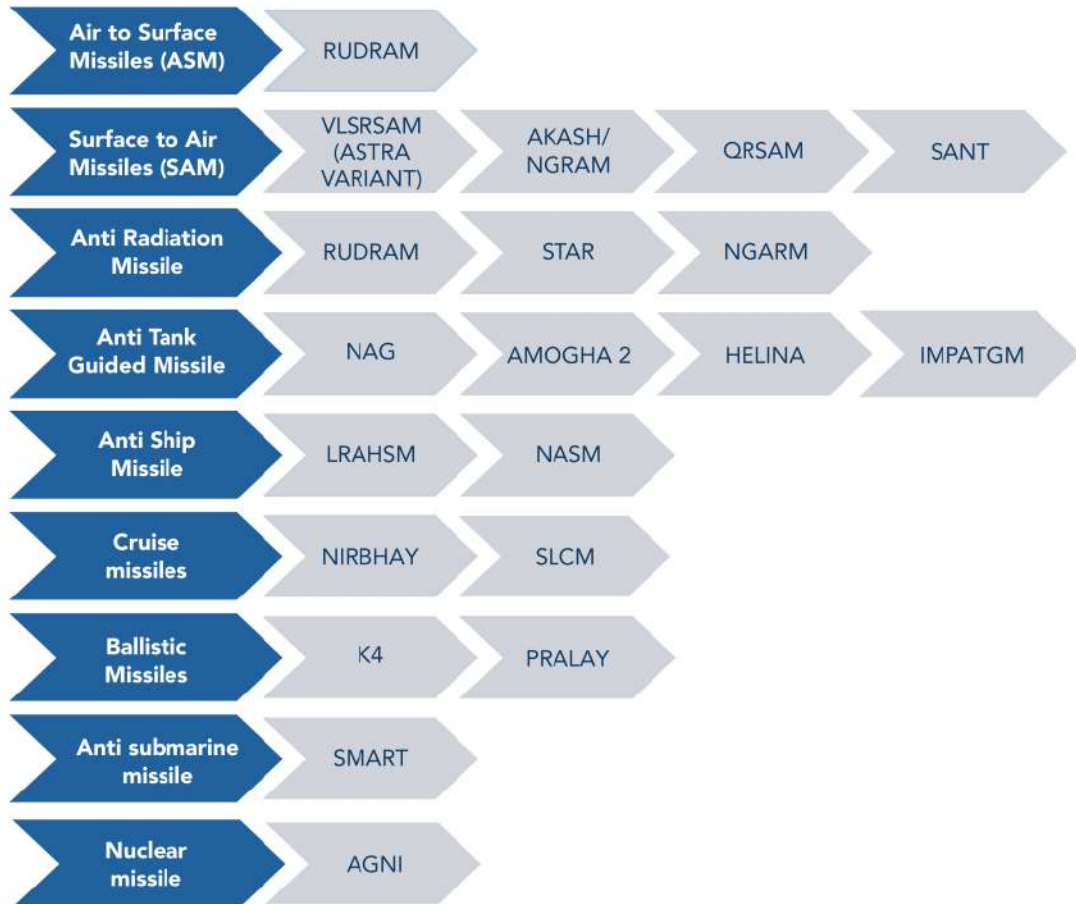 Air to Surface
Missiles (ASM)
RUDRAM
Surface to Air
Missiles (SAM)
VLSRSAM
(ASTRA
VARIANT)
AKASH/
NGRAM
QRSAM
SANT
Anti Radiation
Missile
RUDRAM
STAR
NGARM
Anti Tank
Guided Missile
NAG
AMOGHA 2
HELINA
IMPATGM
Anti Ship
Missile
LRAHSM
NASM
Cruise
missiles
NIRBHAY
SLCM
Ballistic
Missiles
K4
PRALAY
Anti submarine
missile
SMART
Nuclear
missile
AGNI